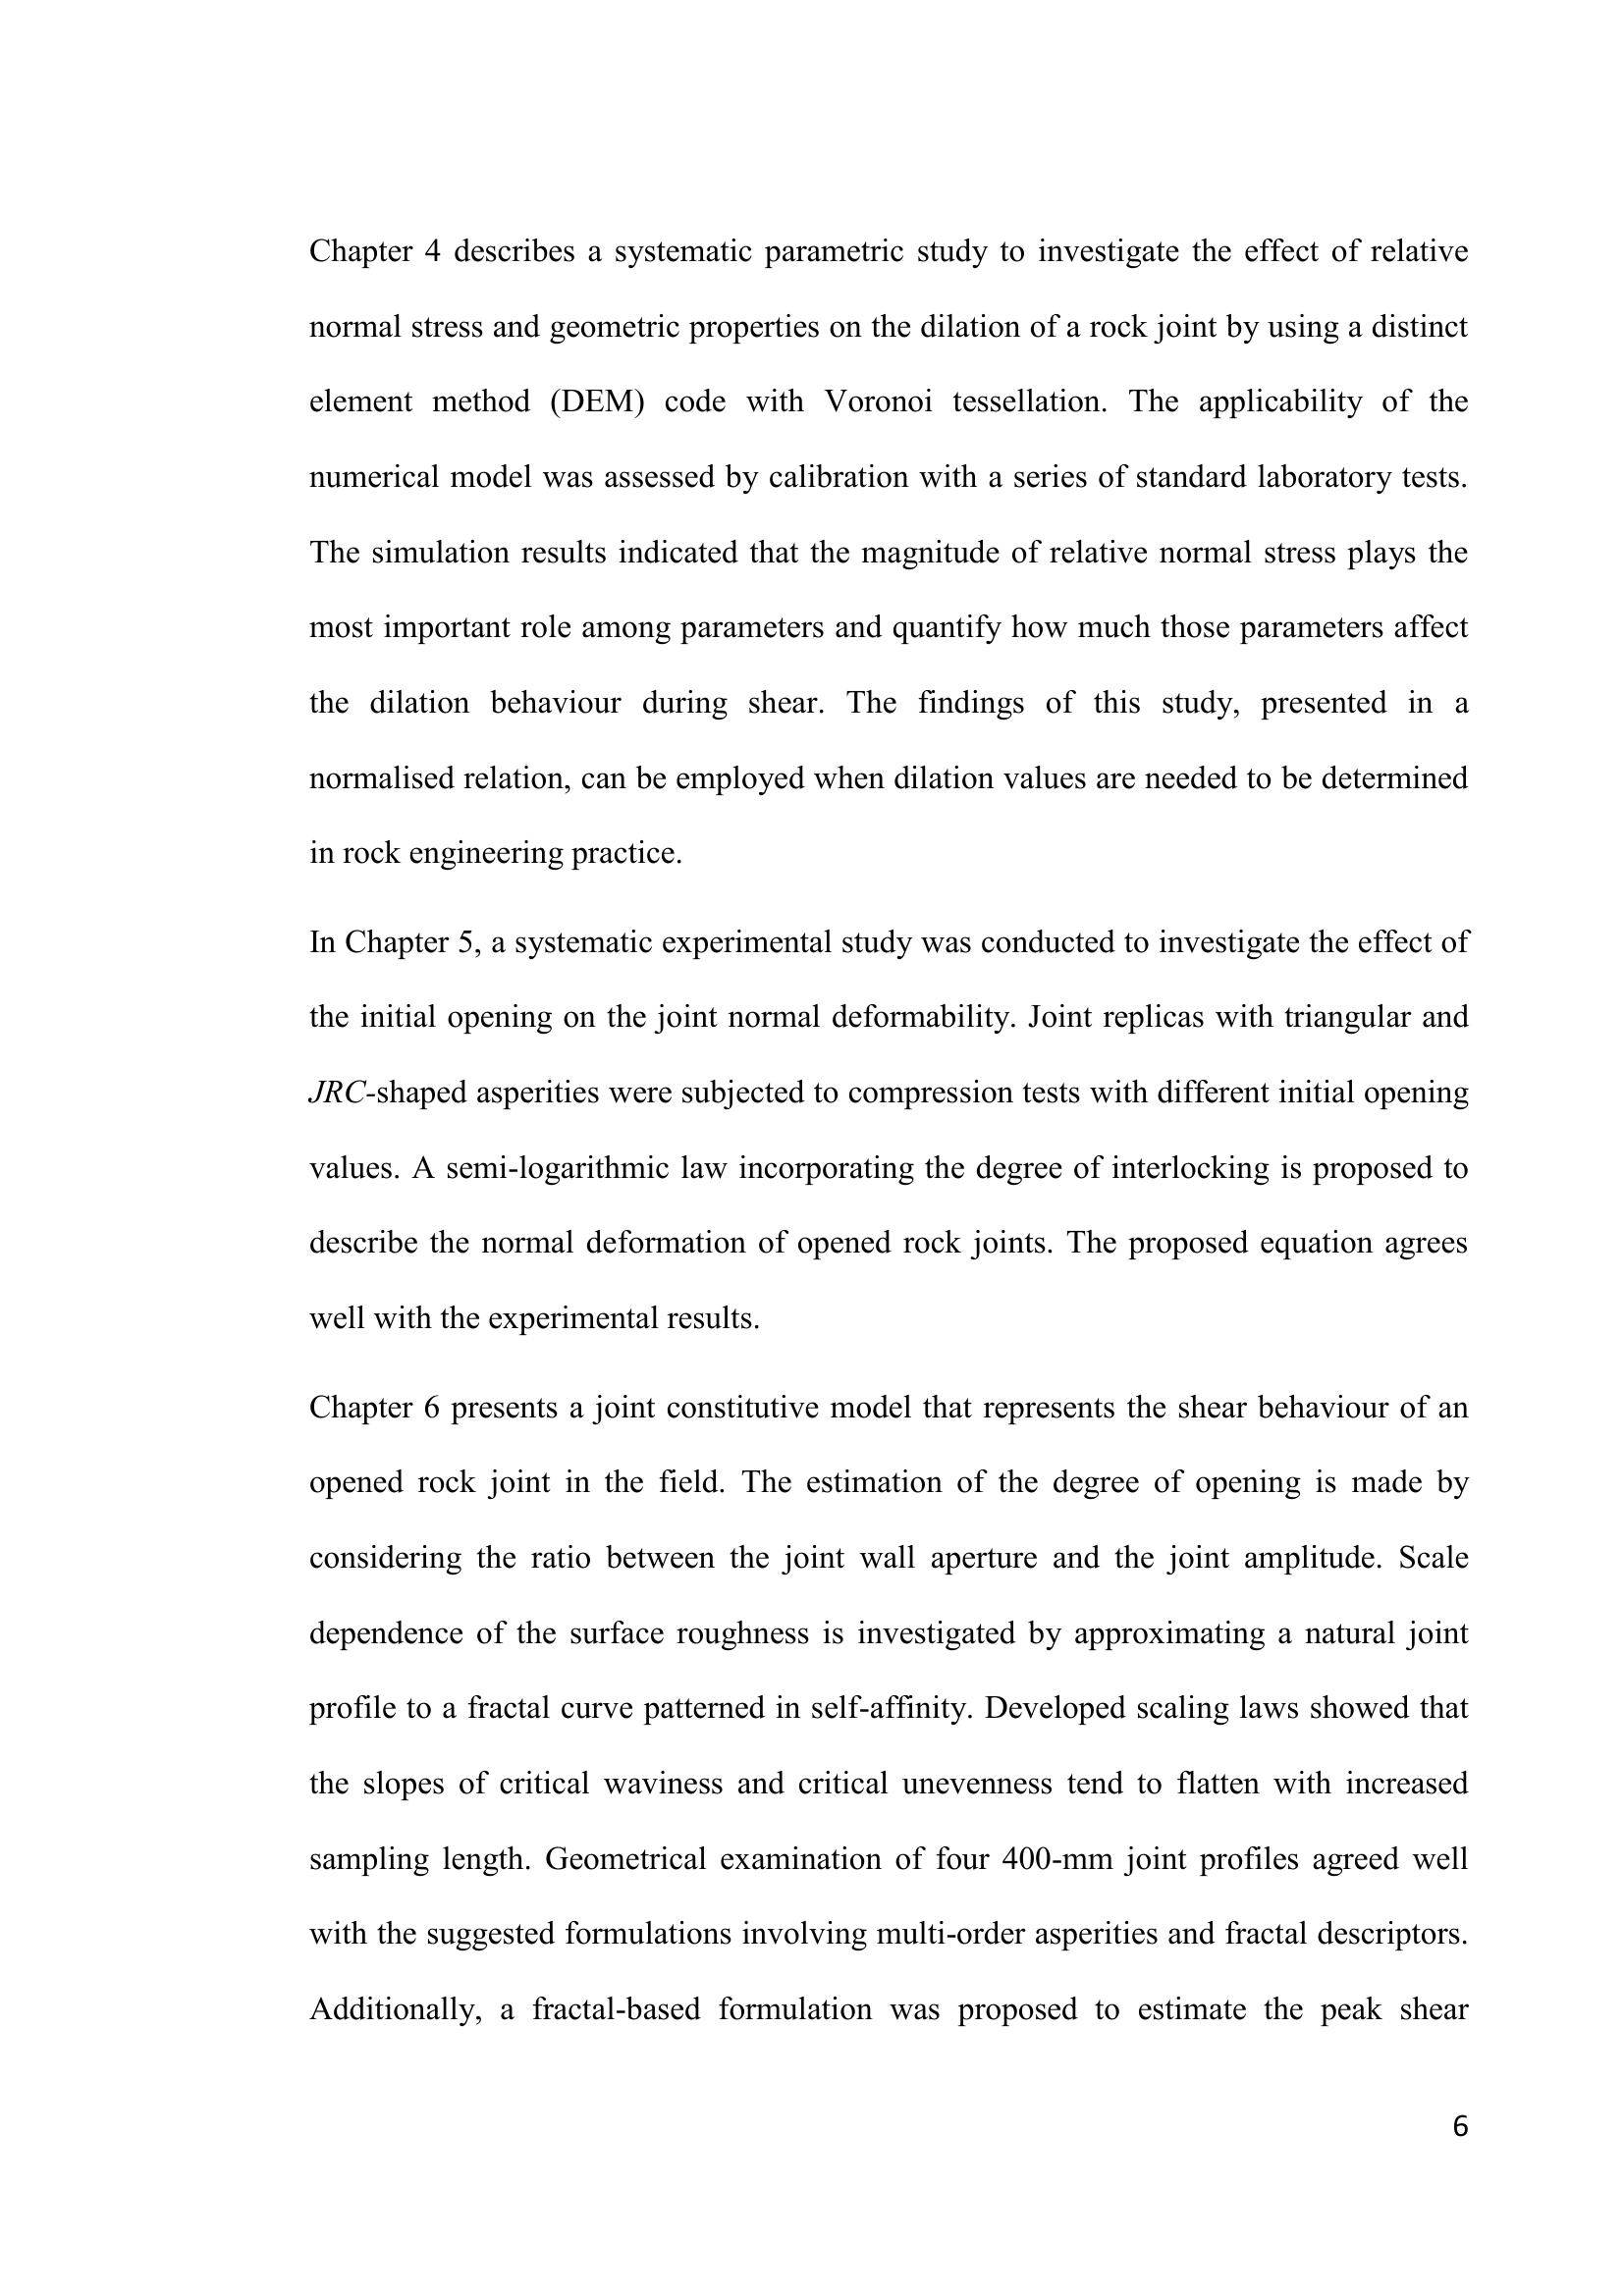 Chapter 4 describes a systematic parametric study to investigate the effect of relative
normal stress and geometric properties on the dilation of a rock joint by using a distinct
element method (DEM) code with Voronoi tessellation. The applicability of the
numerical model was assessed by calibration with a series of standard laboratory tests.
The simulation results indicated that the magnitude of relative normal stress plays the
most important role among parameters and quantify how much those parameters affect
the dilation behaviour during shear. The findings of this study, presented in a
normalised relation, can be employed when dilation values are needed to be determined
in rock engineering practice.
In Chapter 5, a systematic experimental study was conducted to investigate the effect of
the initial opening on the joint normal deformability. Joint replicas with triangular and
JRC-shaped asperities were subjected to compression tests with different initial opening
values. A semi-logarithmic law incorporating the degree of interlocking is proposed to
describe the normal deformation of opened rock joints. The proposed equation agrees
well with the experimental results.
Chapter 6 presents a joint constitutive model that represents the shear behaviour of an
opened rock joint in the field. The estimation of the degree of opening is made by
considering the ratio between the joint wall aperture and the joint amplitude. Scale
dependence of the surface roughness is investigated by approximating a natural joint
profile to a fractal curve patterned in self-affinity. Developed scaling laws showed that
the slopes of critical waviness and critical unevenness tend to flatten with increased
sampling length. Geometrical examination of four 400-mm joint profiles agreed well
with the suggested formulations involving multi-order asperities and fractal descriptors.
Additionally, a fractal-based formulation was proposed to estimate the peak shear
6